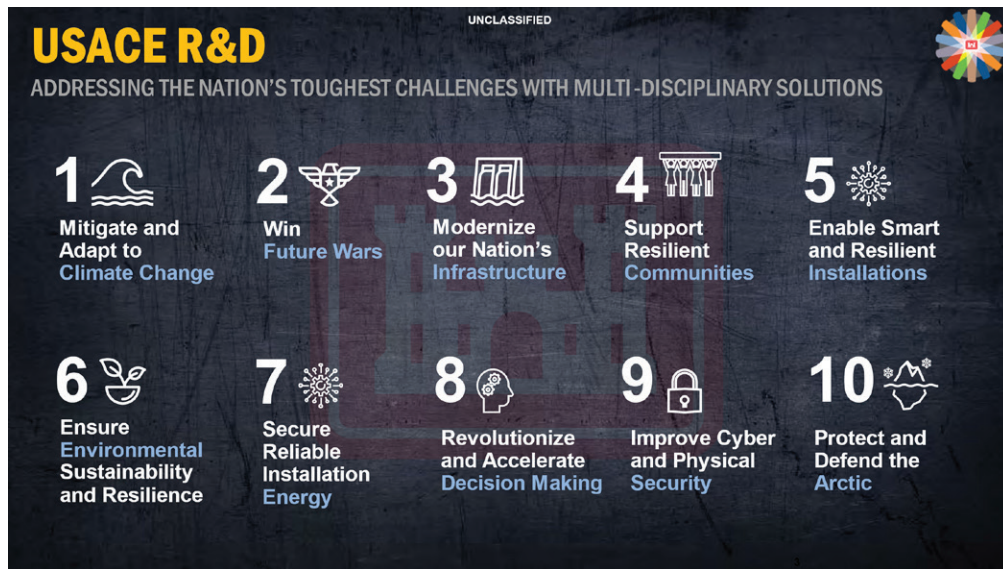 UNCLASSIFIED
USACE R&D
ADDRESSING THE NATION'S TOUGHEST CHALLENGES WITH MULTI-DISCIPLINARY SOLUTIONS
1
Mitigate and
Adapt to
Climate Change
2
Win
Future Wars
3
Modernize
our Nation's
Infrastructure
4
Support
Resilient
Communities
5
Enable Smart
and Resilient
Installations
6
Ensure
Environmental
Sustainability
and Resilience
7
Secure
Reliable
Installation
Energy
8
Revolutionize
and Accelerate
Decision Making
9
Improve Cyber
and Physical
Security
10
Protect and
Defend the
Arctic